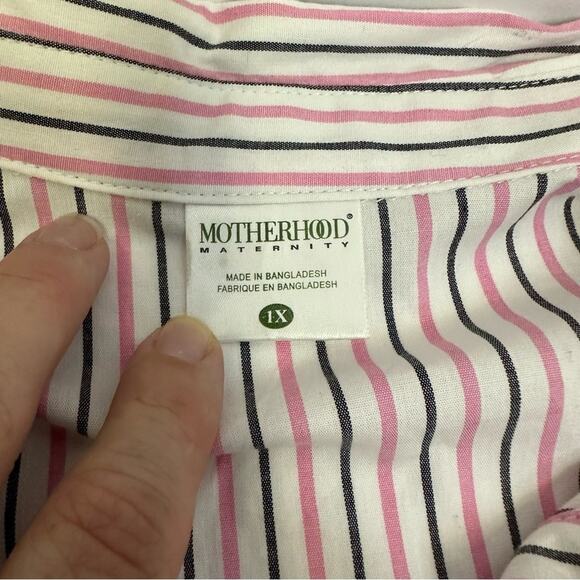 MOTHERHOOD®
MATERNITY
MADE IN BANGLADESH
FABRIQUE EN BANGLADESH
1X